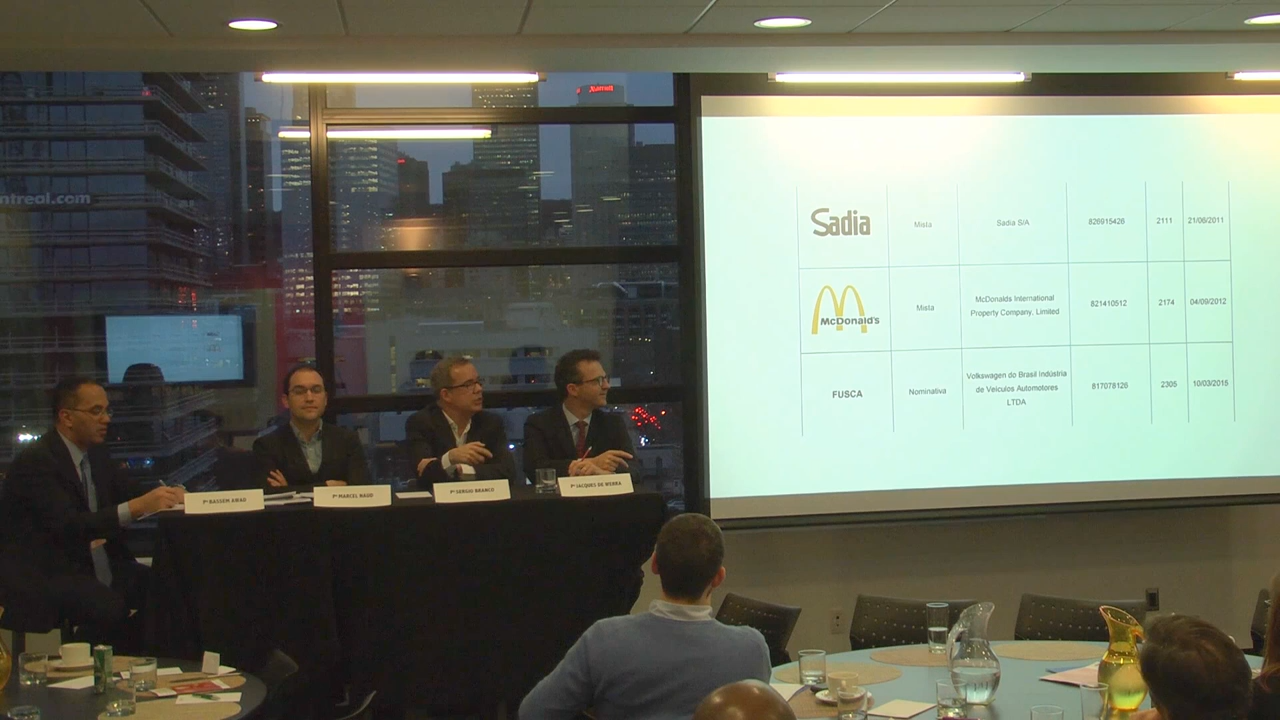 Marriott
ntreal.com
Sadia
Mista
Sadia S/A
826915426
2111
21/06/2011
McDonald's
Mista
McDonalds International
Property Company, Limited
821410512
2174
04/09/2012
FUSCA
Nominativa
Volkswagen do Brasil Indústria
de Veículos Automotores
LTDA
817078126
2305
10/03/2015
Pr BASSEM AWAD
Pr MARCEL NAUD
Pr SERGIO BRANCO
Pr JACQUES DE WERRA